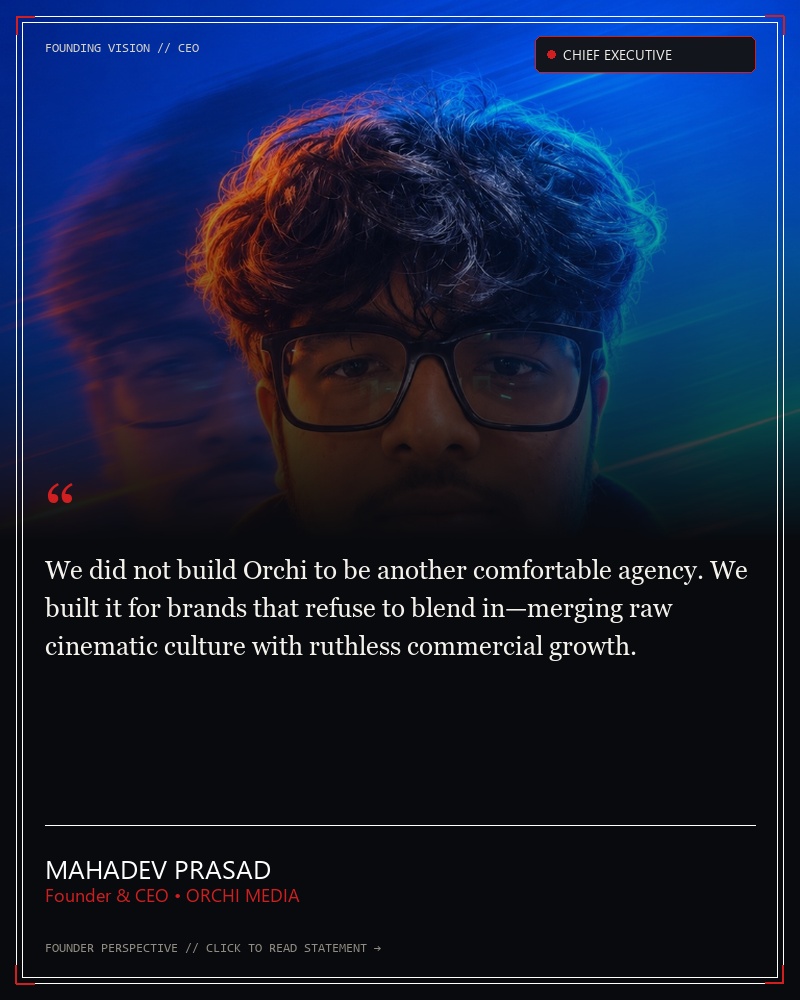 FOUNDING VISION // CEO
CHIEF EXECUTIVE
“
We did not build Orchi to be another comfortable agency. We
built it for brands that refuse to blend in—merging raw
cinematic culture with ruthless commercial growth.
MAHADEV PRASAD
Founder & CEO • ORCHI MEDIA
FOUNDER PERSPECTIVE // CLICK TO READ STATEMENT →